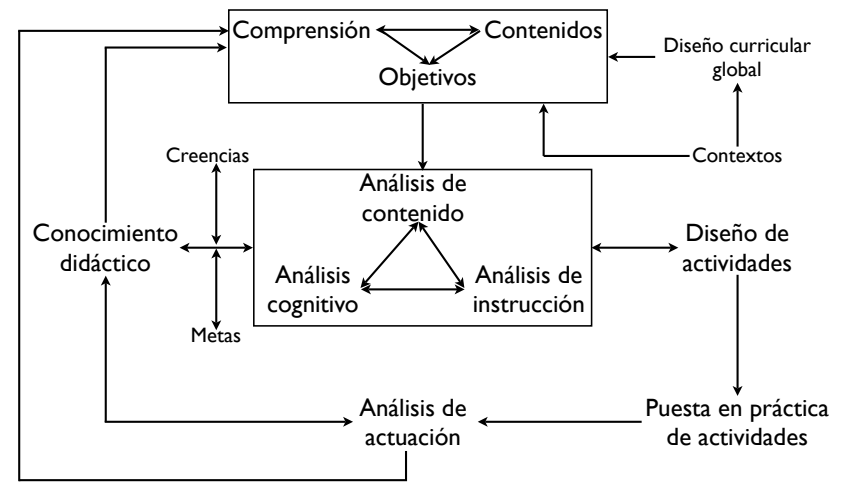 Comprensión
Contenidos
Objetivos
Diseño curricular
global
Creencias
Contextos
Análisis de
contenido
Conocimiento
didáctico
Diseño de
actividades
Análisis
cognitivo
Análisis de
instrucción
Metas
Análisis de
actuación
Puesta en práctica
de actividades